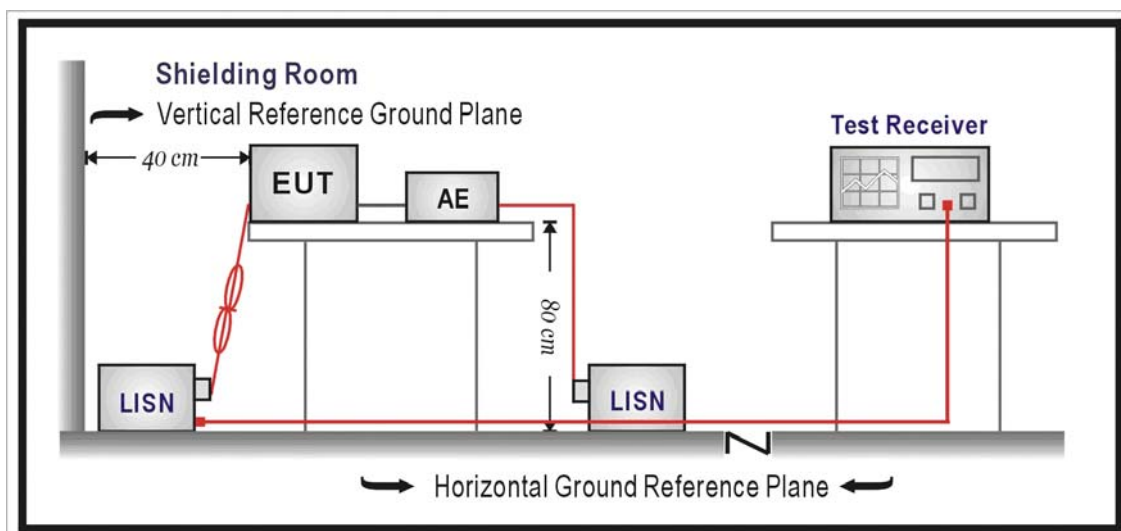 Shielding Room
Vertical Reference Ground Plane
40 cm
Test Receiver
EUT
AE
80 cm
LISN
LISN
Horizontal Ground Reference Plane